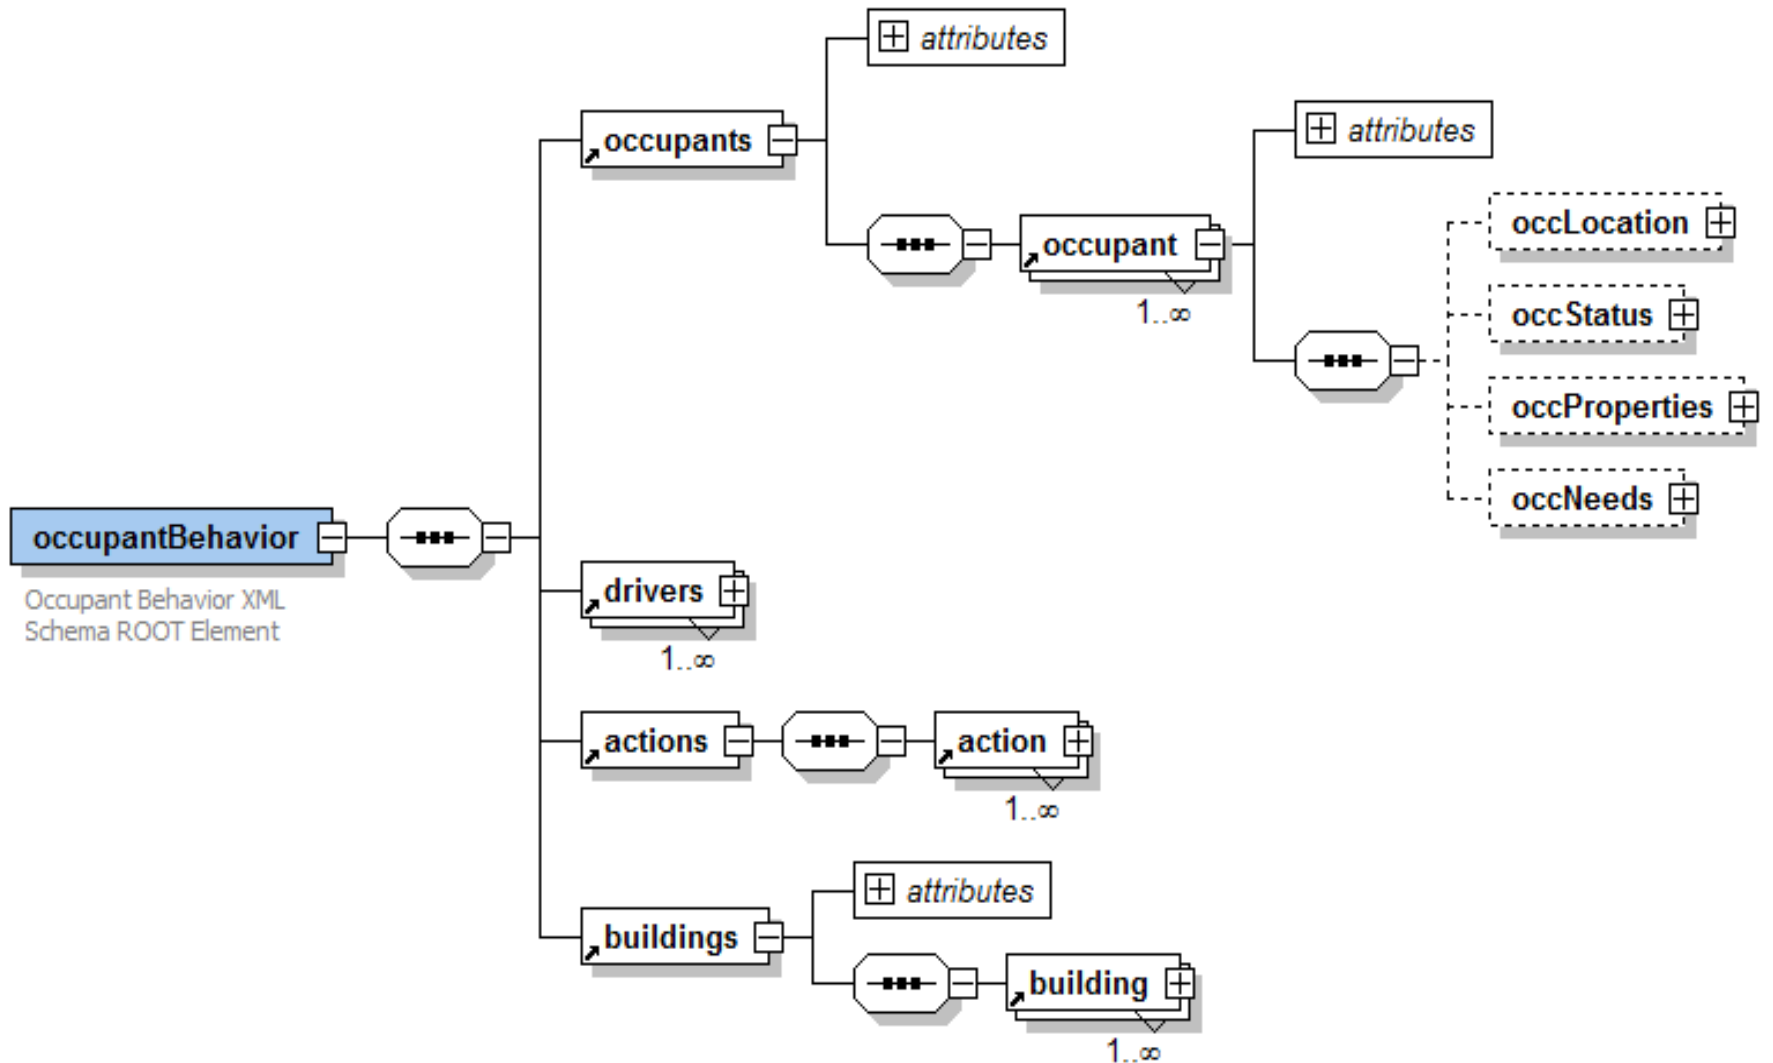 attributes
occupants
attributes
occupant
1..∞
occLocation
occStatus
occProperties
occNeeds
occupantBehavior
Occupant Behavior XML
Schema ROOT Element
drivers
1..∞
actions
action
1..∞
attributes
buildings
building
1..∞